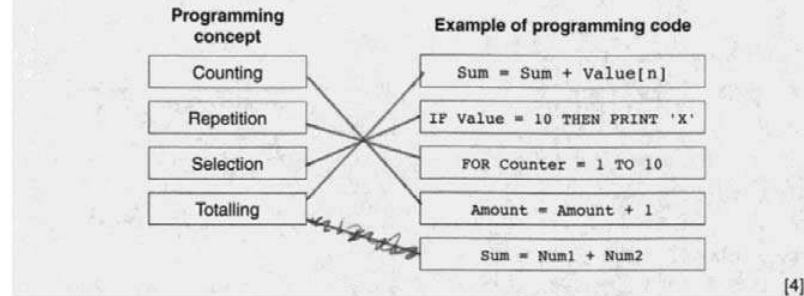 Programming
concept
Example of programming code
Counting
Sum = Sum + Value[n]
Repetition
IF Value = 10 THEN PRINT 'X'
Selection
FOR Counter = 1 TO 10
Totalling
Amount = Amount + 1
Sum = Num1 + Num2
[4]